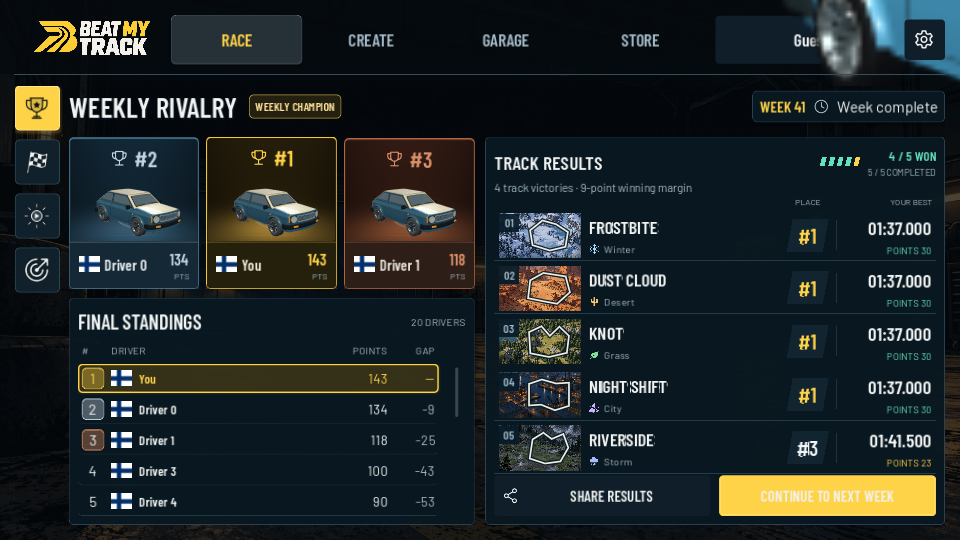 BEAT MY
TRACK
RACE
CREATE
GARAGE
STORE
WEEKLY RIVALRY
WEEKLY CHAMPION
WEEK 41 Week complete
#2
Driver 0 134
PTS
#1
You 143
PTS
#3
Driver 1 118
PTS
FINAL STANDINGS 20 DRIVERS
# DRIVER POINTS GAP
1 You 143 –
2 Driver 0 134 -9
3 Driver 1 118 -25
4 Driver 3 100 -43
5 Driver 4 90 -53
TRACK RESULTS
4 / 5 WON
5 / 5 COMPLETED
4 track victories · 9-point winning margin
PLACE YOUR BEST
01 FROSTBITE #1 01:37.000
Winter POINTS 30
02 DUST CLOUD #1 01:37.000
Desert POINTS 30
03 KNOT #1 01:37.000
Grass POINTS 30
04 NIGHT SHIFT #1 01:37.000
City POINTS 30
05 RIVERSIDE #3 01:41.500
Storm POINTS 23
SHARE RESULTS
CONTINUE TO NEXT WEEK